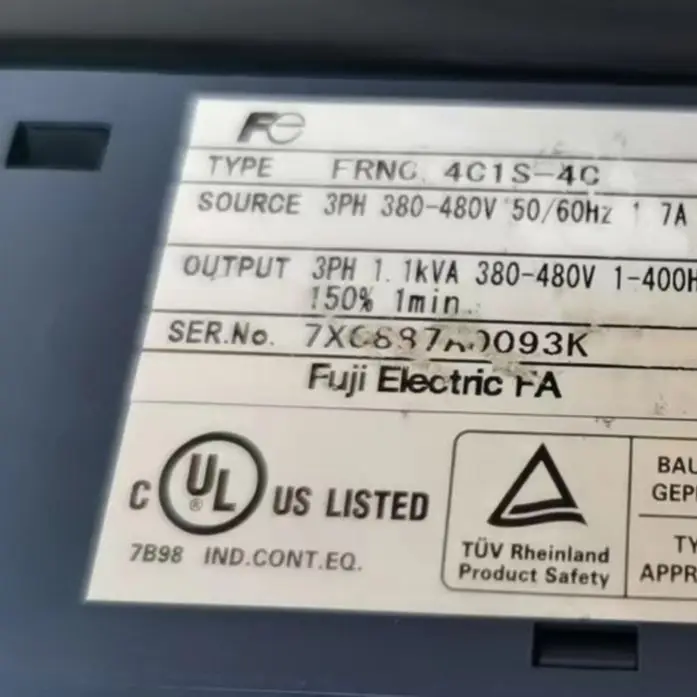 Fe
TYPE FRN0. 4C1S-4C
SOURCE 3PH 380-480V 50/60Hz 1 7A
OUTPUT 3PH 1.1kVA 380-480V 1-400H
150% 1min
SER.No.
Fuji Electric FA
C UL ® US LISTED
7B98 IND.CONT.EQ.
TÜV Rheinland
Product Safety
BAU
GEP
TY
APPR